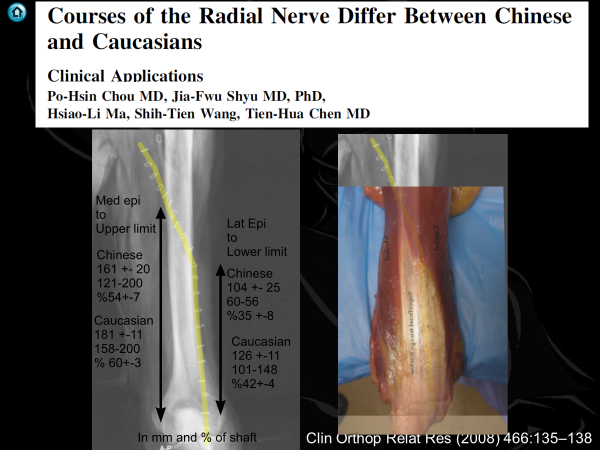 Courses of the Radial Nerve Differ Between Chinese
and Caucasians
Clinical Applications
Po-Hsin Chou MD, Jia-Fwu Shyu MD, PhD,
Hsiao-Li Ma, Shih-Tien Wang, Tien-Hua Chen MD
Med epi
to
Upper limit
Chinese
161 +- 20
121-200
%54+-7
Caucasian
181 +-11
158-200
% 60+-3
Lat Epi
to
Lower limit
Chinese
104 +- 25
60-56
%35 +-8
Caucasian
126 +-11
101-148
%42+-4
In mm and % of shaft
Clin Orthop Relat Res (2008) 466:135–138